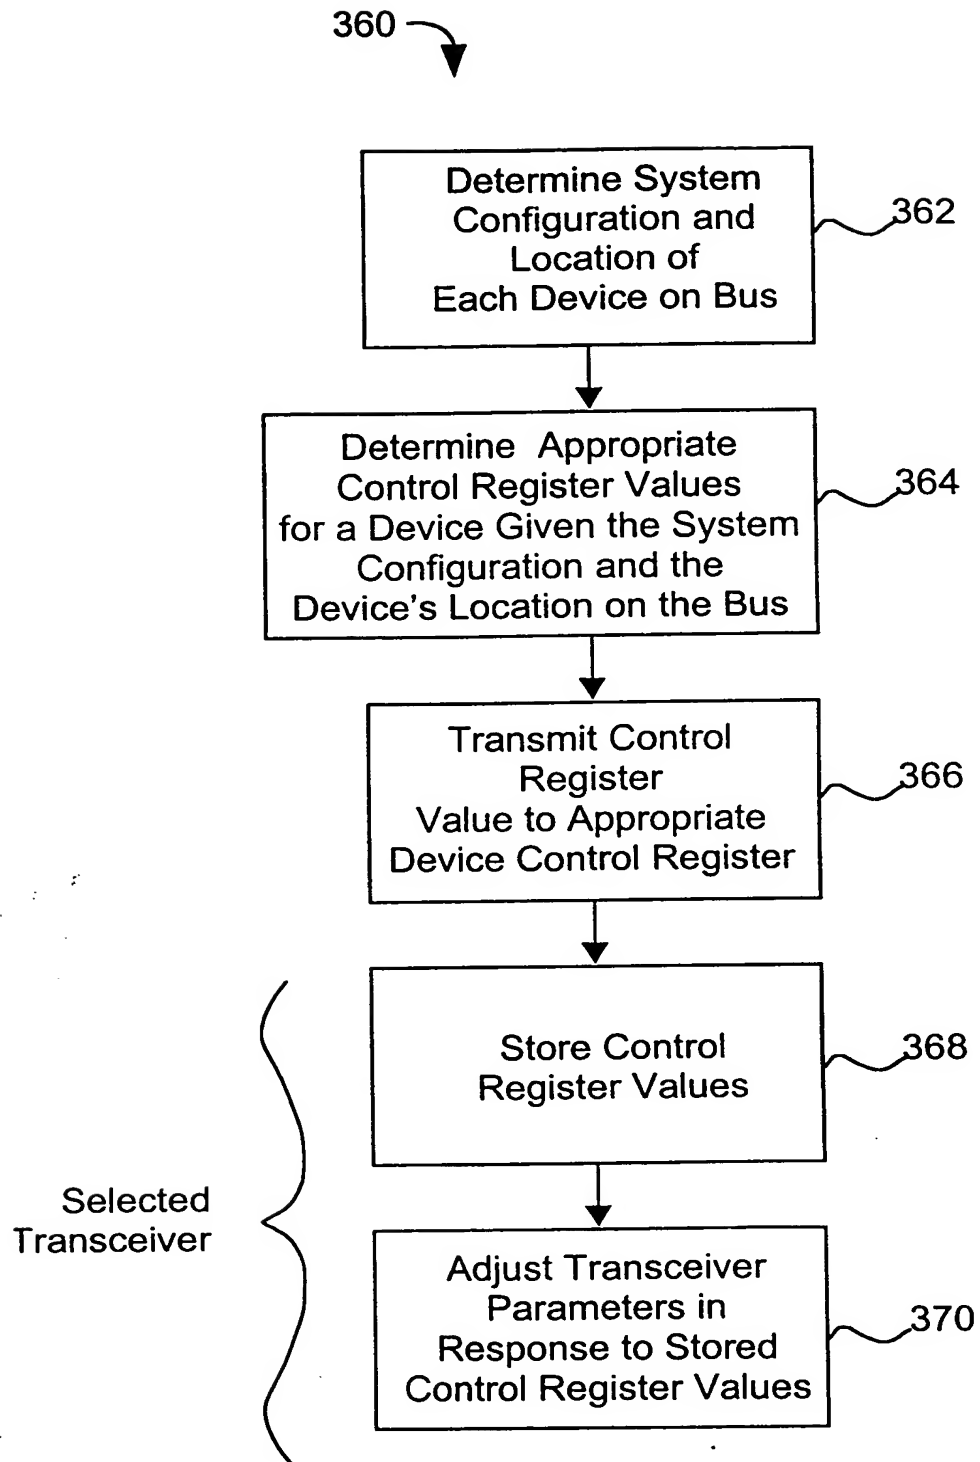 360
Determine System
Configuration and
Location of
Each Device on Bus
362
Determine Appropriate
Control Register Values
for a Device Given the System
Configuration and the
Device's Location on the Bus
364
Transmit Control
Register
Value to Appropriate
Device Control Register
366
Store Control
Register Values
368
Selected
Transceiver
Adjust Transceiver
Parameters in
Response to Stored
Control Register Values
370